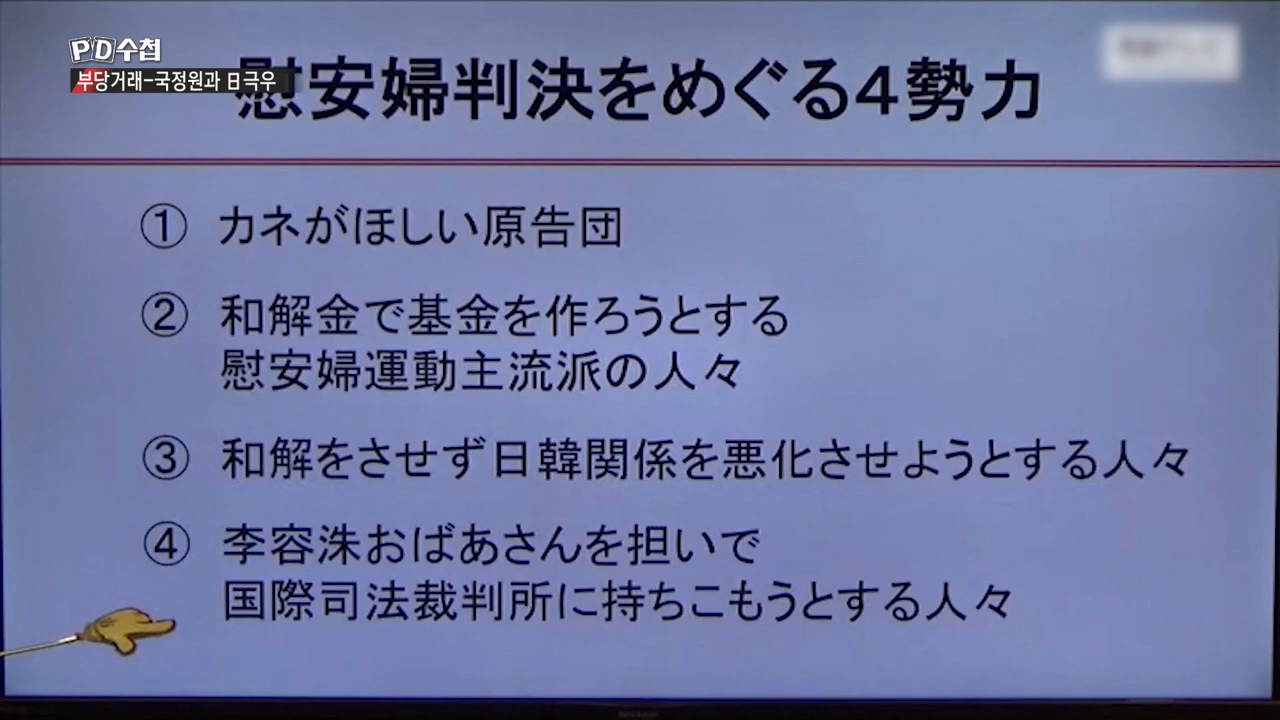 PD수첩
부당거래-국정원과 日극우
慰安婦判決をめぐる4勢力
① カネがほしい原告団
② 和解金で基金を作ろうとする
慰安婦運動主流派の人々
③ 和解をさせず日韓関係を悪化させようとする人々
④ 李容洙おばあさんを担いで
国際司法裁判所に持ちこもうとする人々